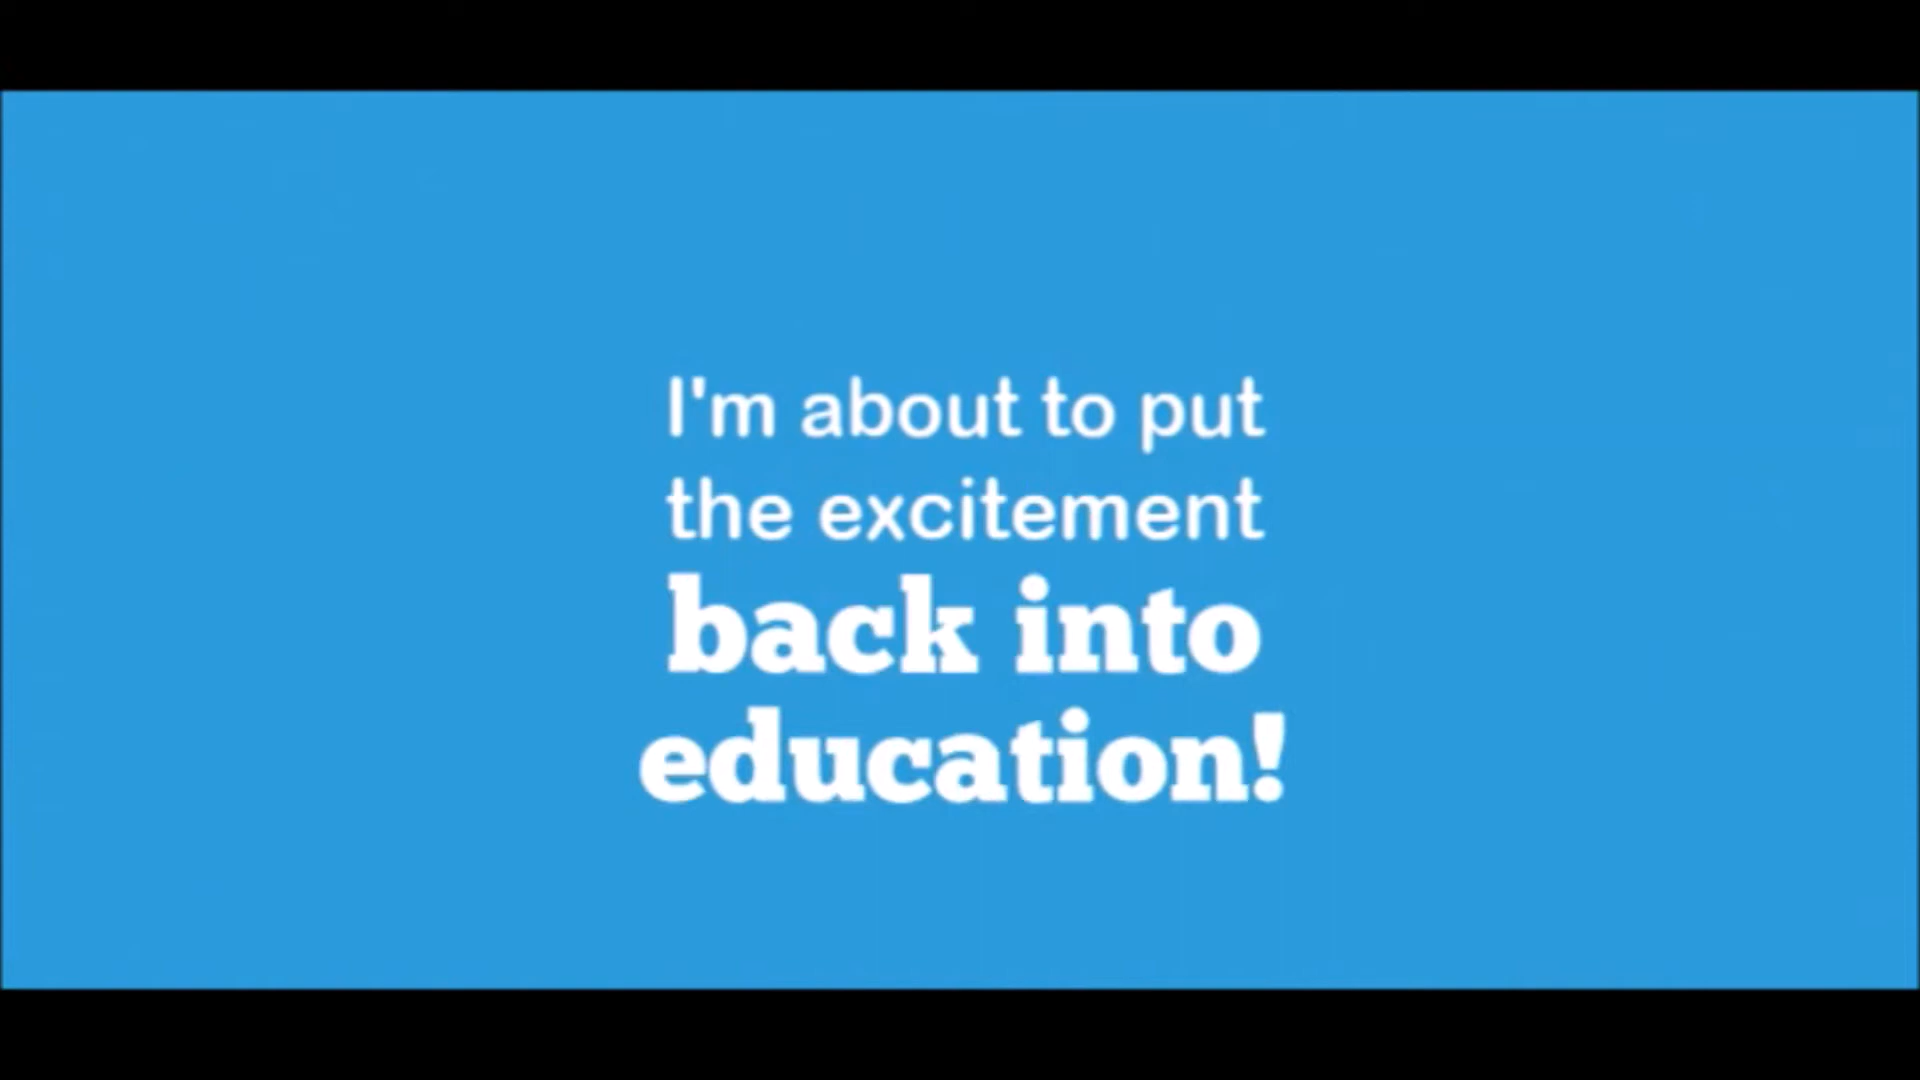 I'm about to put
the excitement
back into
education!